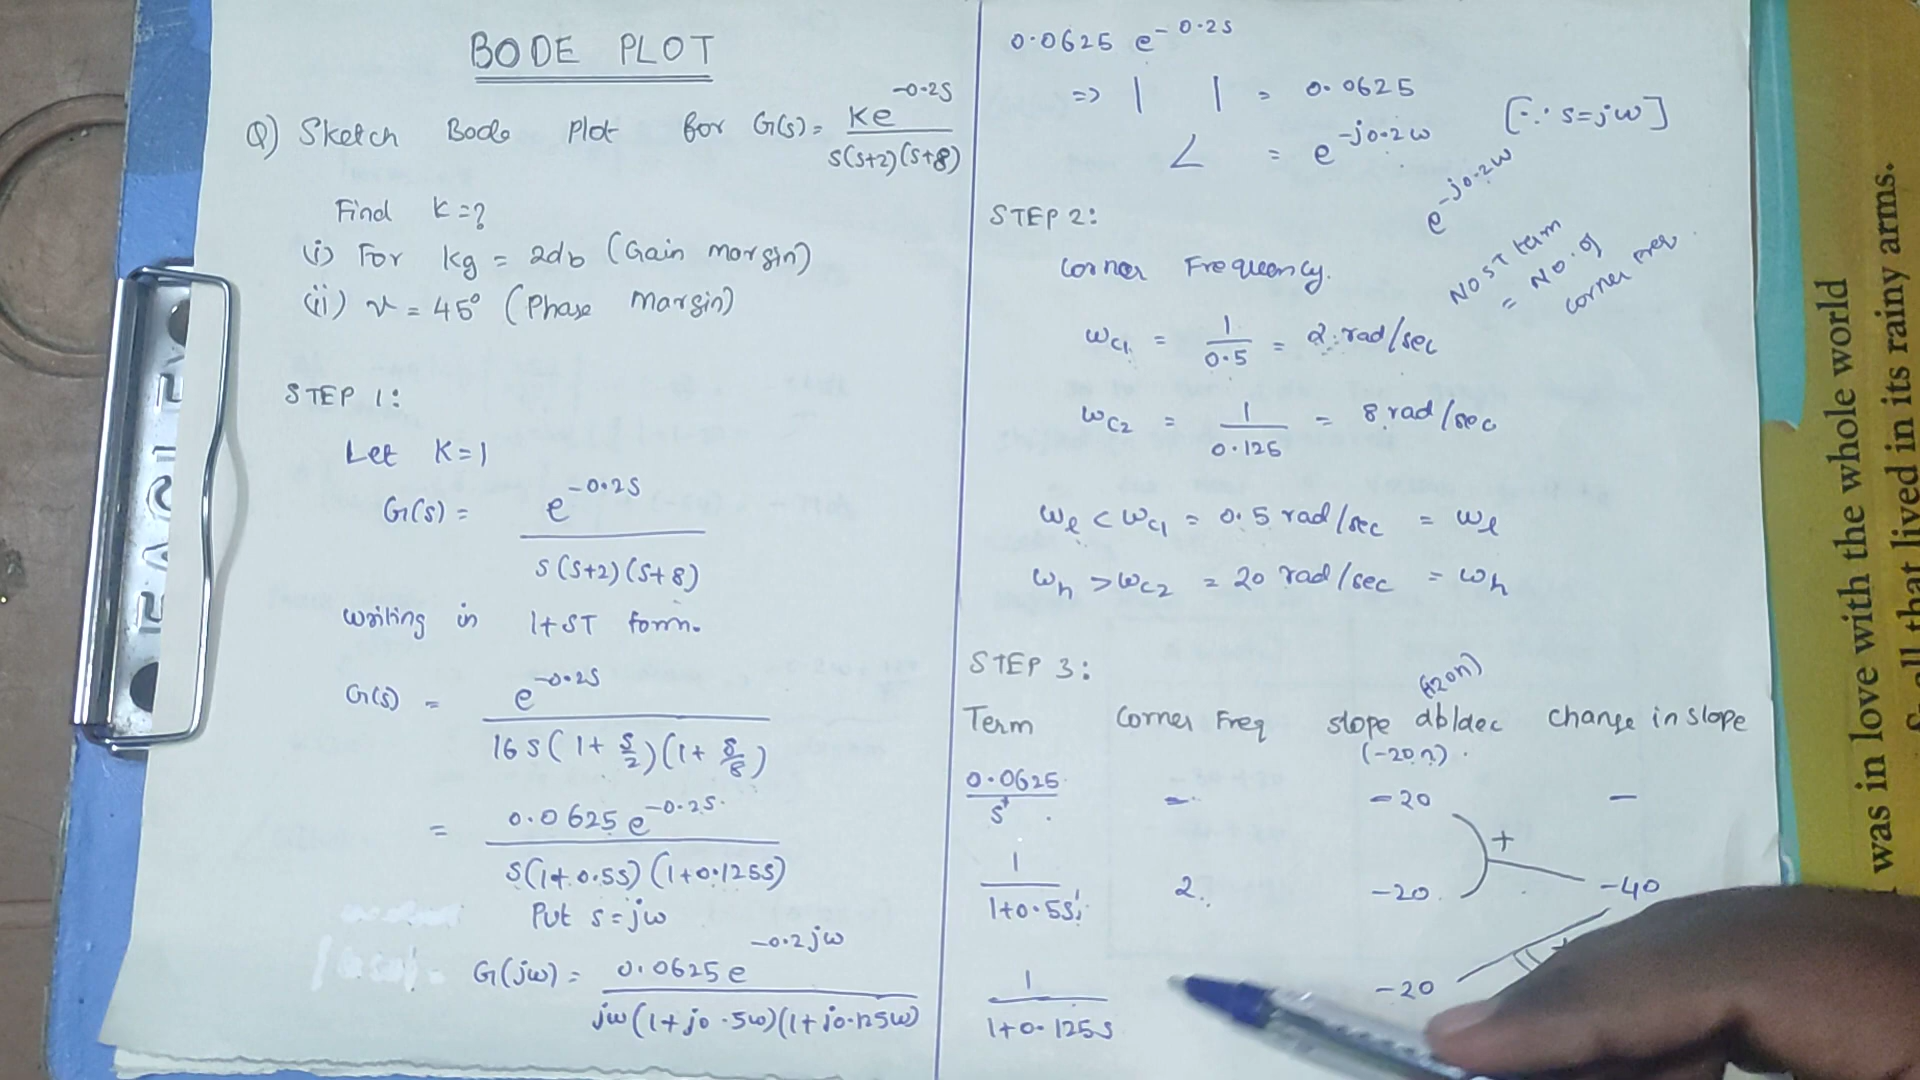 BODE PLOT
Q) Sketch Bode Plot for G(s) = Ke^-0.2s / s(s+2)(s+8)
Find K=?
(i) For Kg = 2db (Gain Margin)
(ii) γ = 45° (Phase Margin)
STEP 1:
Let K=1
G(s) = e^-0.2s / s(s+2)(s+8)
writing in 1+ST form.
G(s) = e^-0.2s / 16s(1+s/2)(1+s/8)
= 0.0625e^-0.2s / s(1+0.5s)(1+0.125s)
Put s=jω
G(jω) = 0.0625e^-0.2jω / jω(1+j0.5ω)(1+j0.125ω)
0.0625 e^-0.2s
=> | | = 0.0625
∠ = e^-j0.2ω [∵ s=jω]
e^-j0.2ω
STEP 2:
Corner Frequency.
NO ST term
= NO. of
corner freq
ωc1 = 1/0.5 = 2 rad/sec
ωc2 = 1/0.125 = 8 rad/sec
ωl < ωc1 = 0.5 rad/sec = ωl
ωh > ωc2 = 20 rad/sec = ωh
STEP 3:
(+20n)
Term Corner Freq slope db/dec change in slope
(-20n)
0.0625/s - -20 -
+
1/1+0.5s 2 -20 -40
1/1+0.125s -20
was in love with the whole world
all that lived in its rainy arms.